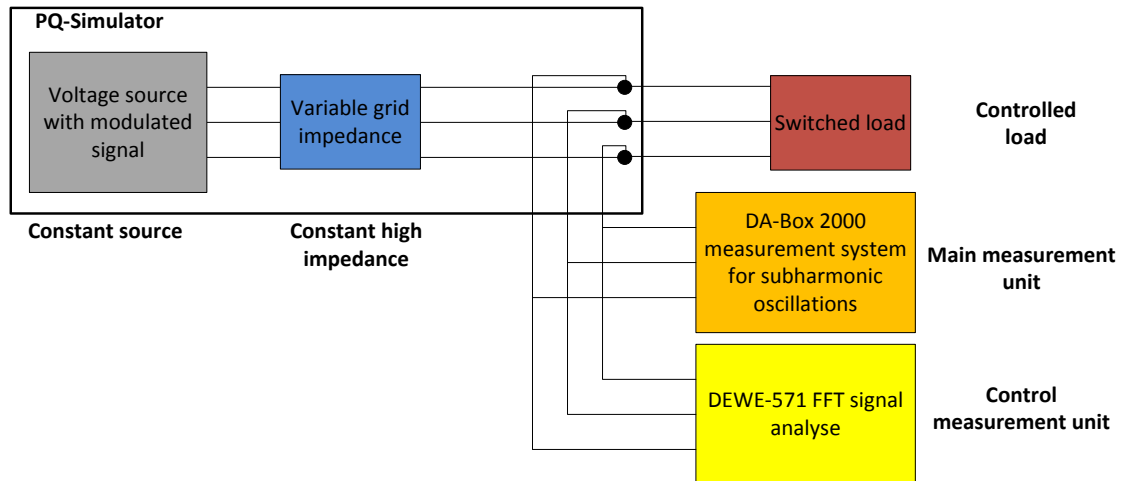 PQ-Simulator
Voltage source
with modulated
signal
Variable grid
impedance
Switched load
Controlled
load
Constant source
Constant high
impedance
DA-Box 2000
measurement system
for subharmonic
oscillations
Main measurement
unit
DEWE-571 FFT signal
analyse
Control
measurement unit